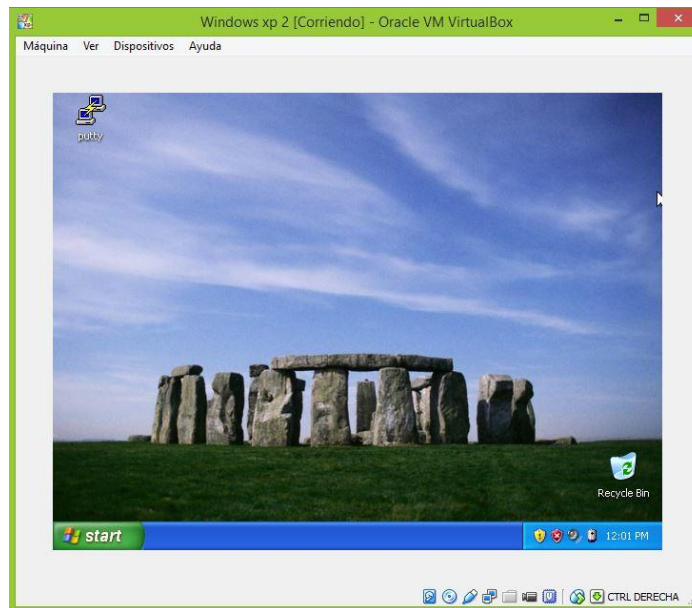 Windows xp 2 [Corriendo] - Oracle VM VirtualBox
Máquina Ver Dispositivos Ayuda
putty
Recycle Bin
start 12:01 PM
CTRL DERECHA